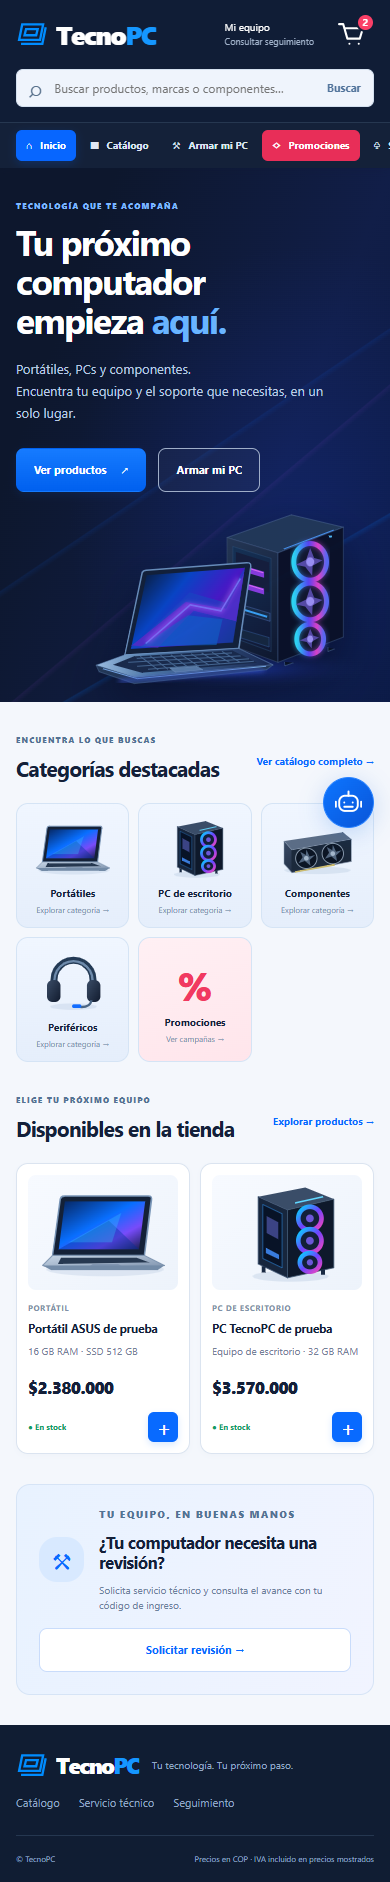 TecnoPC
Mi equipo
Consultar seguimiento
2
Buscar productos, marcas o componentes...
Buscar
Inicio
Catálogo
Armar mi PC
Promociones
TECNOLOGÍA QUE TE ACOMPAÑA
Tu próximo
computador
empieza aquí.
Portátiles, PCs y componentes.
Encuentra tu equipo y el soporte que necesitas, en un
solo lugar.
Ver productos ↗
Armar mi PC
ENCUENTRA LO QUE BUSCAS
Categorías destacadas
Ver catálogo completo →
Portátiles
Explorar categoría →
PC de escritorio
Explorar categoría →
Componentes
Explorar categoría →
Periféricos
Explorar categoría →
%
Promociones
Ver campañas →
ELIGE TU PRÓXIMO EQUIPO
Disponibles en la tienda
Explorar productos →
PORTÁTIL
Portátil ASUS de prueba
16 GB RAM · SSD 512 GB
$2.380.000
● En stock
+
PC DE ESCRITORIO
PC TecnoPC de prueba
Equipo de escritorio · 32 GB RAM
$3.570.000
● En stock
+
TU EQUIPO, EN BUENAS MANOS
¿Tu computador necesita una
revisión?
Solicita servicio técnico y consulta el avance con tu
código de ingreso.
Solicitar revisión →
TecnoPC
Tu tecnología. Tu próximo paso.
Catálogo
Servicio técnico
Seguimiento
© TecnoPC
Precios en COP · IVA incluido en precios mostrados